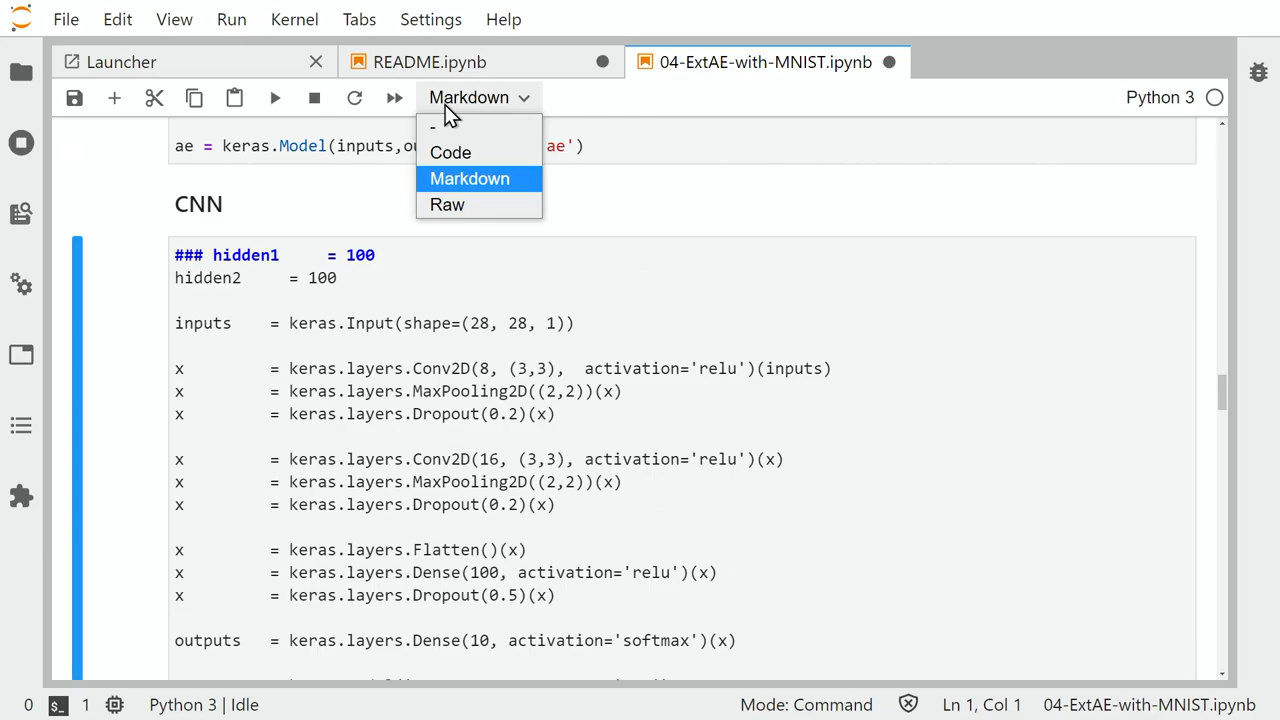 File Edit View Run Kernel Tabs Settings Help
Launcher README.ipynb 04-ExtAE-with-MNIST.ipynb
Markdown Python 3
-
Code
Markdown
Raw
ae = keras.Model(inputs,ou ae')
CNN
### hidden1 = 100
hidden2 = 100
inputs = keras.Input(shape=(28, 28, 1))
x = keras.layers.Conv2D(8, (3,3), activation='relu')(inputs)
x = keras.layers.MaxPooling2D((2,2))(x)
x = keras.layers.Dropout(0.2)(x)
x = keras.layers.Conv2D(16, (3,3), activation='relu')(x)
x = keras.layers.MaxPooling2D((2,2))(x)
x = keras.layers.Dropout(0.2)(x)
x = keras.layers.Flatten()(x)
x = keras.layers.Dense(100, activation='relu')(x)
x = keras.layers.Dropout(0.5)(x)
outputs = keras.layers.Dense(10, activation='softmax')(x)
0 $_ 1 Python 3 | Idle Mode: Command Ln 1, Col 1 04-ExtAE-with-MNIST.ipynb